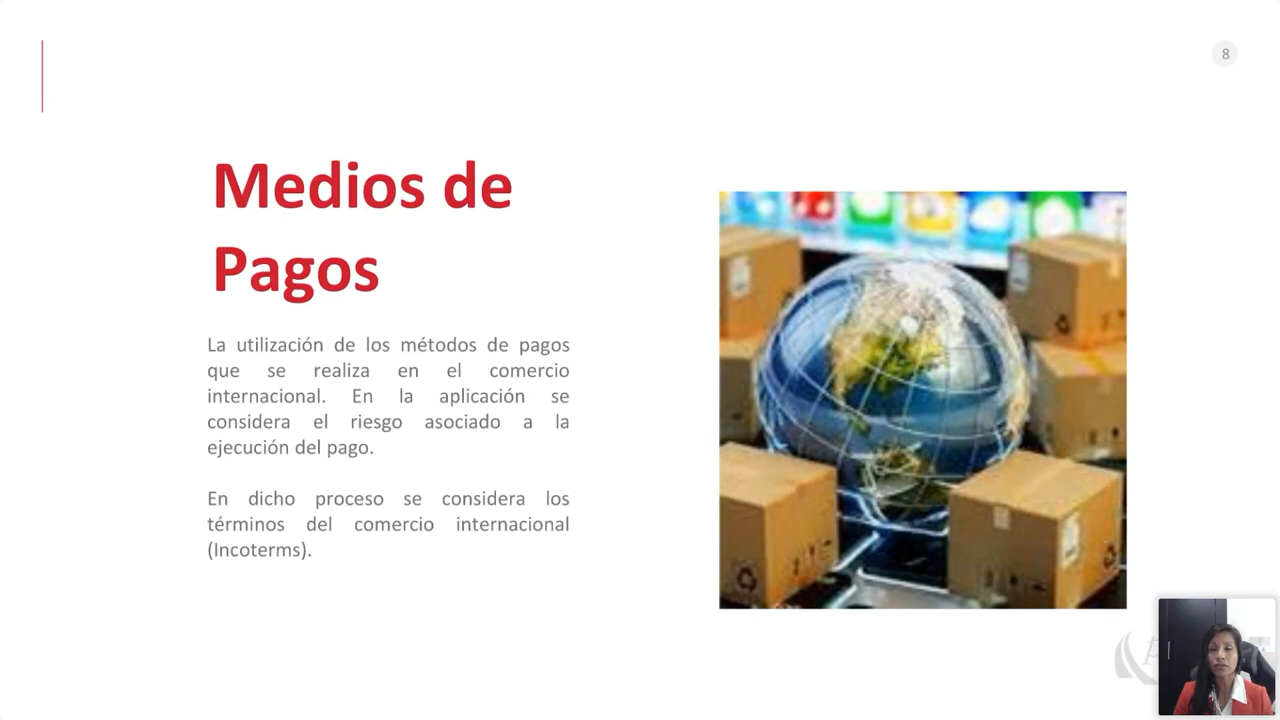 8
Medios de
Pagos
La utilización de los métodos de pagos
que se realiza en el comercio
internacional. En la aplicación se
considera el riesgo asociado a la
ejecución del pago.
En dicho proceso se considera los
términos del comercio internacional
(Incoterms).